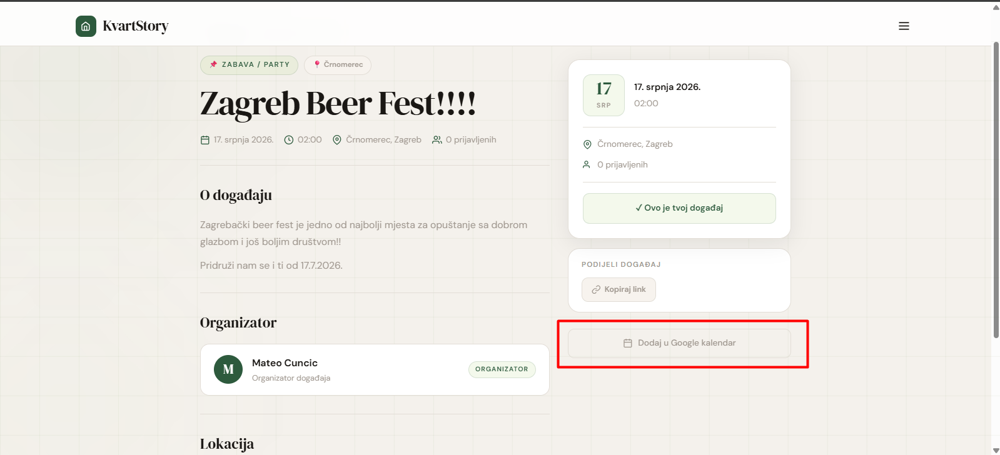 KvartStory
ZABAVA / PARTY
Črnomerec
Zagreb Beer Fest!!!!
17. srpnja 2026.
02:00
Črnomerec, Zagreb
0 prijavljenih
O događaju
Zagrebački beer fest je jedno od najbolji mjesta za opuštanje sa dobrom
glazbom i još boljim društvom!!
Pridruži nam se i ti od 17.7.2026.
Organizator
M
Mateo Cuncic
Organizator događaja
ORGANIZATOR
Lokacija
17
SRP
17. srpnja 2026.
02:00
Črnomerec, Zagreb
0 prijavljenih
✓ Ovo je tvoj događaj
PODIJELI DOGAĐAJ
Kopiraj link
Dodaj u Google kalendar